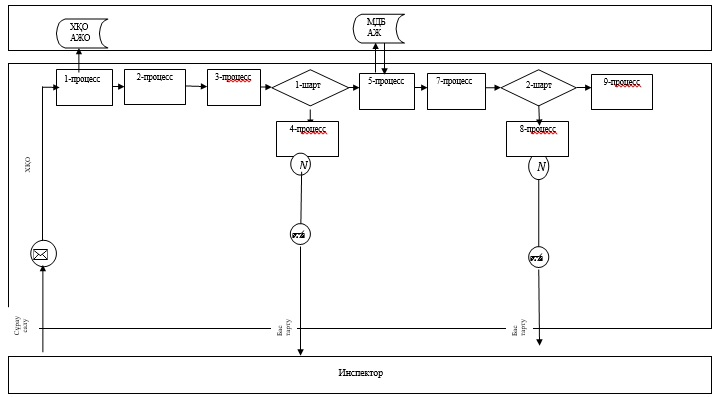 ХҚО
АЖО
МДБ
АЖ
1-процесс
2-процесс
3-процесс
1-шарт
5-процесс
7-процесс
2-шарт
9-процесс
4-процесс
8-процесс
N
N
ХҚО
Сұрау
салу
Бас
тарту
Бас
тарту
Инспектор